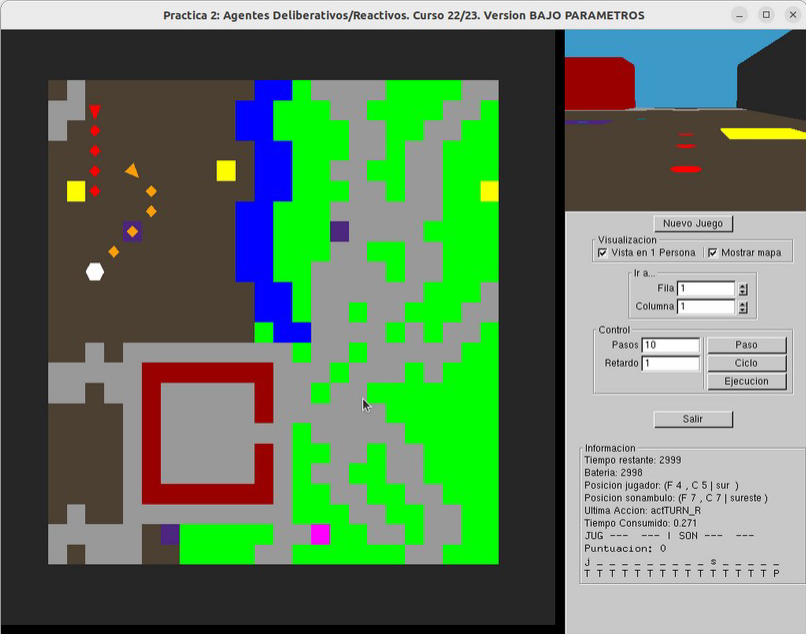 Practica 2: Agentes Deliberativos/Reactivos. Curso 22/23. Version BAJO PARAMETROS
Nuevo Juego
Visualizacion
Vista en 1 Persona
Mostrar mapa
Ir a...
Fila 1
Columna 1
Control
Pasos 10 Paso
Retardo 1 Ciclo
Ejecucion
Salir
Informacion
Tiempo restante: 2999
Bateria: 2998
Posicion jugador: (F 4 , C 5 | sur )
Posicion sonambulo: (F 7 , C 7 | sureste )
Ultima Accion: actTURN_R
Tiempo Consumido: 0.271
JUG --- --- | SON --- ---
Puntuacion: 0
j _ _ _ _ _ _ _ _ _ s _ _ _ _ _
T T T T T T T T T T T T T T T P